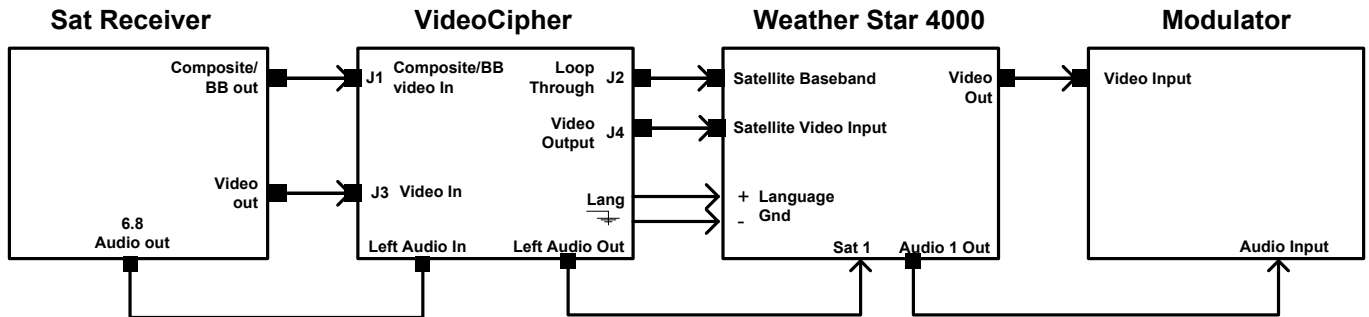 Sat Receiver
VideoCipher
Weather Star 4000
Modulator
Composite/
BB out
Video
out
6.8
Audio out
J1
Composite/BB
video In
J3 Video In
Left Audio In
Loop
Through
J2
Video
Output
J4
Lang
Left Audio Out
Satellite Baseband
Satellite Video Input
+ Language
- Gnd
Video
Out
Sat 1
Audio 1 Out
Video Input
Audio Input